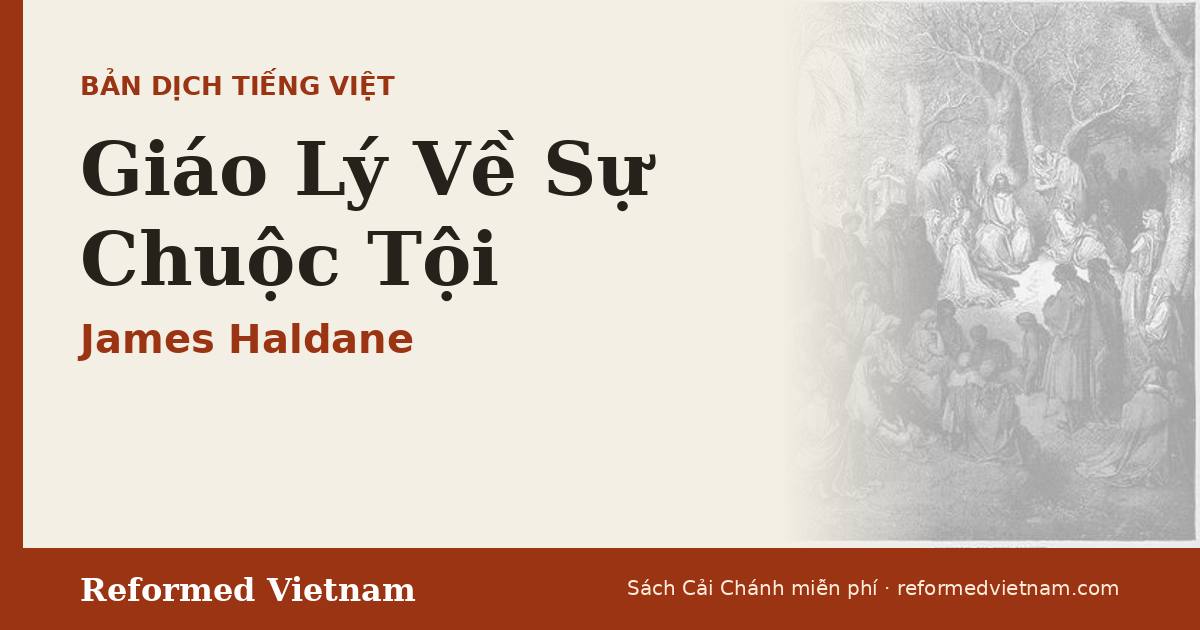 BẢN DỊCH TIẾNG VIỆT
Giáo Lý Về Sự
Chuộc Tội
James Haldane
Reformed Vietnam
Sách Cải Chánh miễn phí · reformedvietnam.com